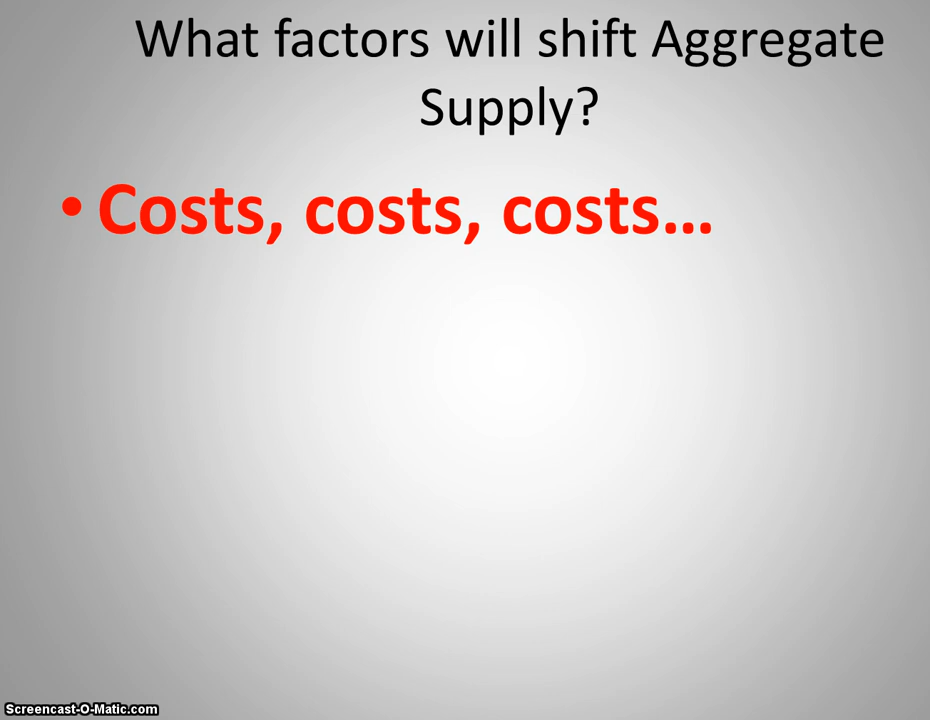 What factors will shift Aggregate
Supply?
• Costs, costs, costs...
Screencast-O-Matic.com